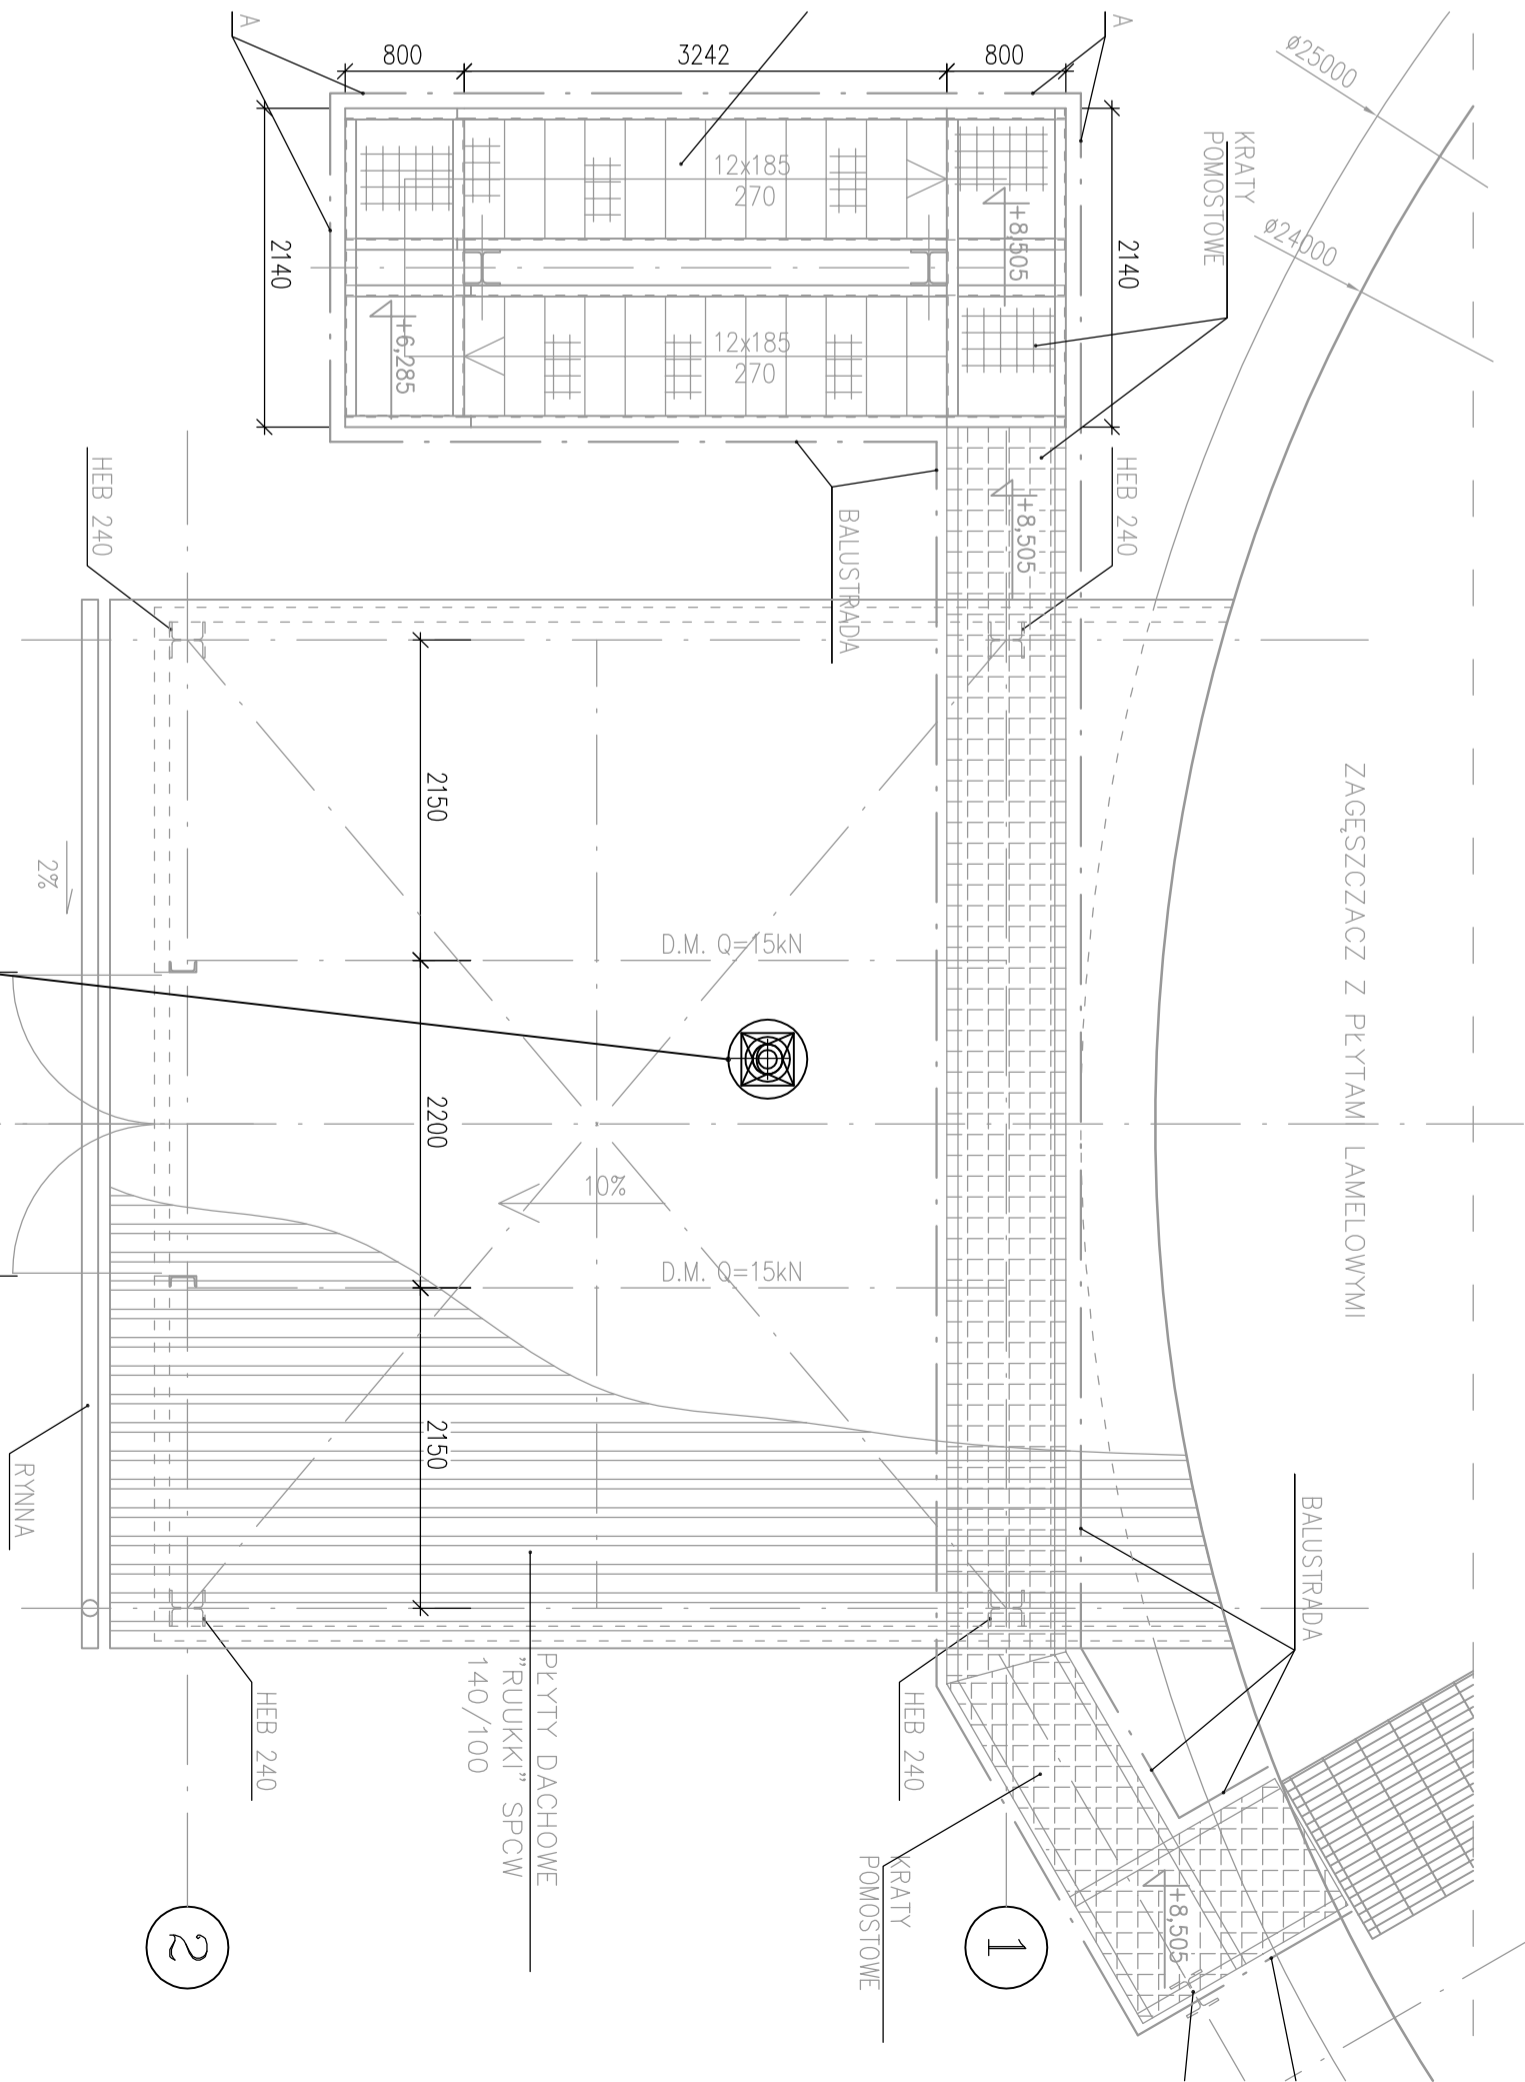 A
A
800
3242
800
ø25000
ø24000
KRATY
POMOSTOWE
12x185
270
+8,505
2140
2140
12x185
270
+6,285
HEB 240
HEB 240
+8,505
BALUSTRADA
ZAGĘSZCZACZ Z PŁYTAMI LAMELOWYMI
2150
2%
D.M. Q=15kN
2200
10%
D.M. Q=15kN
2150
RYNNA
BALUSTRADA
HEB 240
PŁYTY DACHOWE
"RUUKKI" SPCW
140/100
HEB 240
KRATY
POMOSTOWE
+8,505
2
1